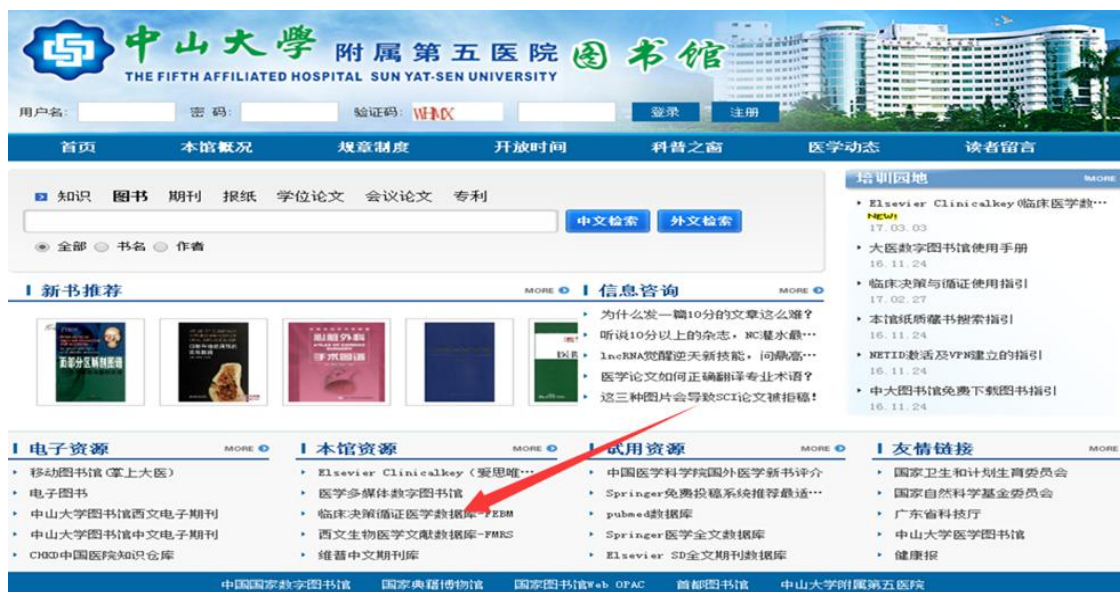 中山大學 附属第五医院 图书馆
THE FIFTH AFFILIATED HOSPITAL SUN YAT-SEN UNIVERSITY
用户名: 密 码: 验证码: WHMX 登录 注册
首页 本馆概况 规章制度 开放时间 科普之窗 医学动态 读者留言
知识 图书 期刊 报纸 学位论文 会议论文 专利
中文检索 外文检索
全部 书名 作者
培训园地 MORE
Elsevier Clinicalkey(临床医学数…
NEW!
17.03.03
大医数字图书馆使用手册
16.11.24
临床决策与循证使用指引
17.02.27
本馆纸质藏书搜索指引
16.11.24
NETID激活及VPN建立的指引
16.11.24
中大图书馆免费下载图书指引
16.11.24
新书推荐 MORE
面部分区解剖图谱
心脏外科
手术图谱
信息咨询 MORE
为什么发一篇10分的文章这么难?
听说10分以上的杂志，NC灌水最…
lncRNA觉醒逆天新技能，问鼎高…
医学论文如何正确翻译专业术语?
这三种图片会导致SCI论文被拒稿!
电子资源 MORE
移动图书馆(掌上大医)
电子图书
中山大学图书馆西文电子期刊
中山大学图书馆中文电子期刊
CHKD中国医院知识仓库
本馆资源 MORE
Elsevier Clinicalkey (爱思唯…
医学多媒体数字图书馆
临床决策循证医学数据库-FEBM
西文生物医学文献数据库-FMRS
维普中文期刊库
试用资源 MORE
中国医学科学院国外医学新书评介
Springer免费投稿系统推荐最适…
pubmed数据库
Springer医学全文数据库
Elsevier SD全文期刊数据库
友情链接 MORE
国家卫生和计划生育委员会
国家自然科学基金委员会
广东省科技厅
中山大学医学图书馆
健康报
中国国家数字图书馆 国家典籍博物馆 国家图书馆Web OPAC 首都图书馆 中山大学附属第五医院